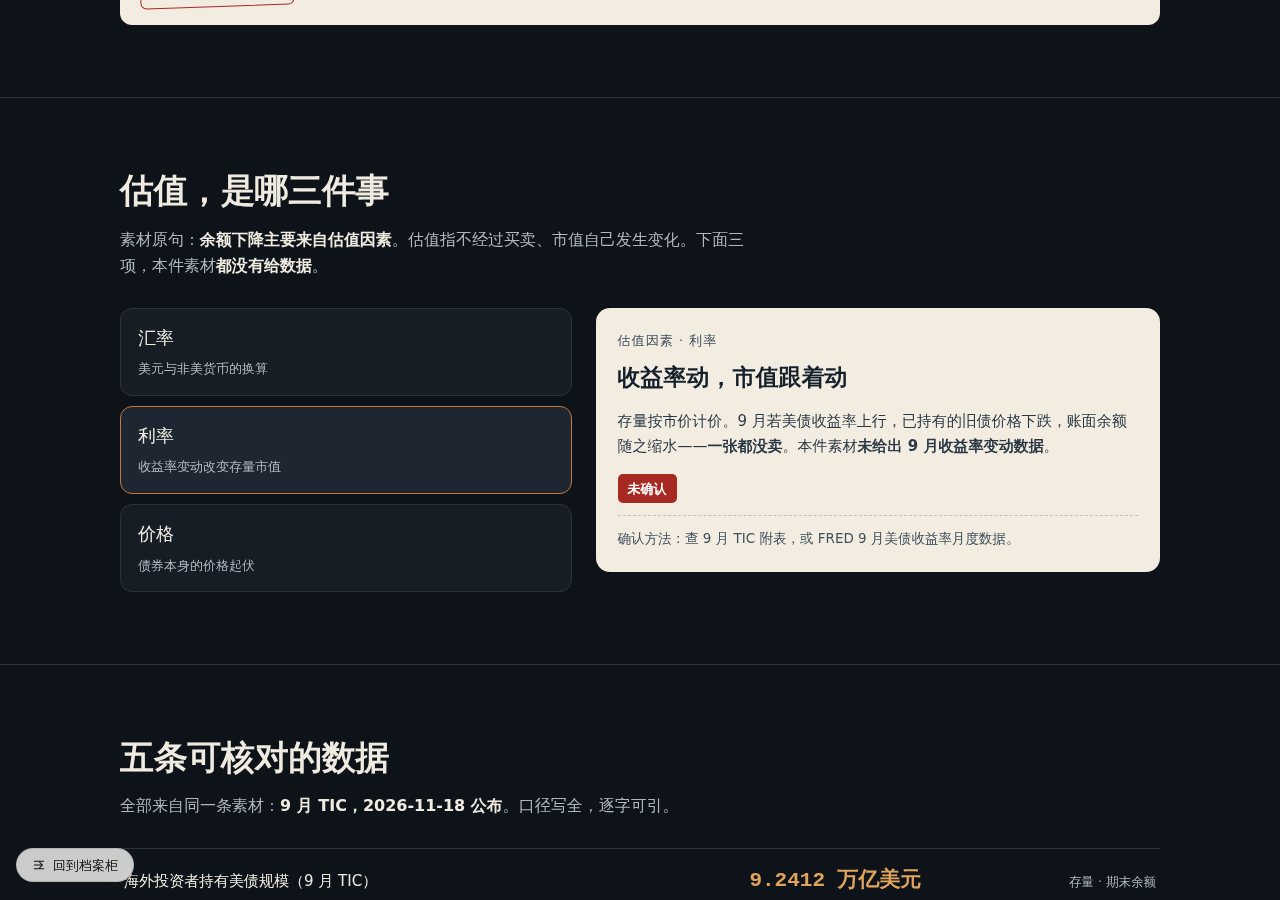 估值，是哪三件事
素材原句：余额下降主要来自估值因素。估值指不经过买卖、市值自己发生变化。下面三
项，本件素材都没有给数据。
汇率
美元与非美货币的换算
利率
收益率变动改变存量市值
价格
债券本身的价格起伏
估值因素 · 利率
收益率动，市值跟着动
存量按市价计价。9 月若美债收益率上行，已持有的旧债价格下跌，账面余额
随之缩水——一张都没卖。本件素材未给出 9 月收益率变动数据。
未确认
确认方法：查 9 月 TIC 附表，或 FRED 9 月美债收益率月度数据。
五条可核对的数据
全部来自同一条素材：9 月 TIC，2026-11-18 公布。口径写全，逐字可引。
回到档案柜
海外投资者持有美债规模（9 月 TIC）
9.2412 万亿美元
存量 · 期末余额